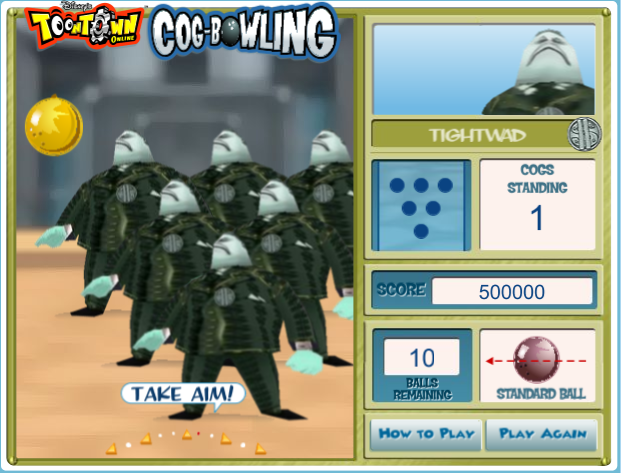 Disney's
TOONTOWN
ONLINE
COG-BOWLING
TIGHTWAD
COGS
STANDING
1
SCORE 500000
10
BALLS
REMAINING
STANDARD BALL
TAKE AIM!
HOW TO PLAY
PLAY AGAIN